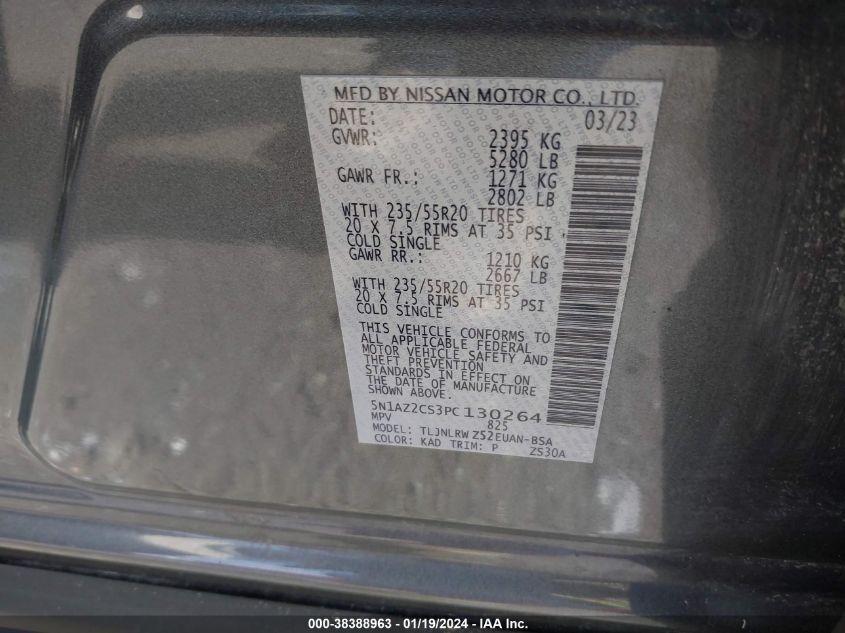 MFD BY NISSAN MOTOR CO., LTD.
DATE: 03/23
GVWR: 2395 KG
5280 LB
GAWR FR.: 1271 KG
2802 LB
WITH 235/55R20 TIRES
20 X 7.5 RIMS AT 35 PSI
COLD SINGLE
GAWR RR.: 1210 KG
2667 LB
WITH 235/55R20 TIRES
20 X 7.5 RIMS AT 35 PSI
COLD SINGLE
THIS VEHICLE CONFORMS TO
ALL APPLICABLE FEDERAL
MOTOR VEHICLE SAFETY AND
THEFT PREVENTION
STANDARDS IN EFFECT ON
THE DATE OF MANUFACTURE
SHOWN ABOVE.
5N1AZ2CS3PC130264
MPV 825
MODEL: TLJNLRW ZS2EUAN-BSA
COLOR: KAD TRIM: P ZS30A
000-38388963 - 01/19/2024 - IAA Inc.